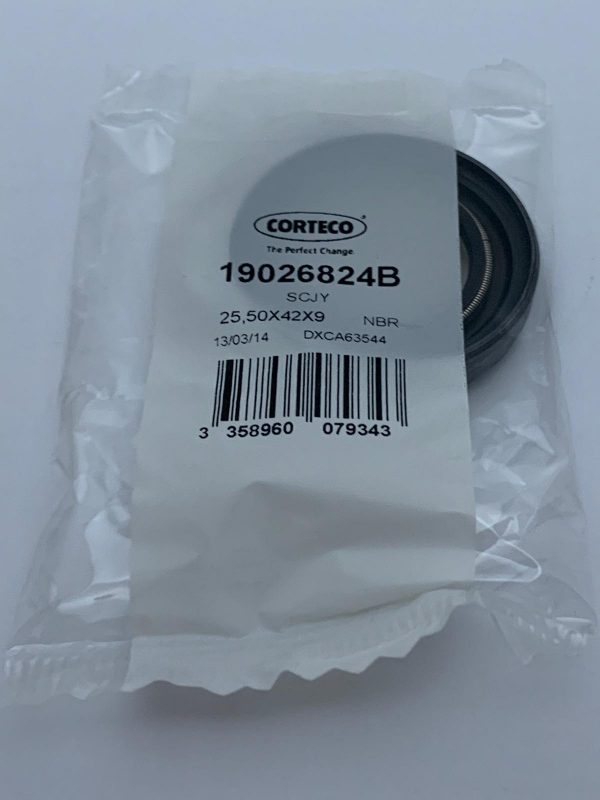 CORTECO®
The Perfect Change.
19026824B
SCJY
25,50X42X9 NBR
13/03/14 DXCA63544
3 358960 079343